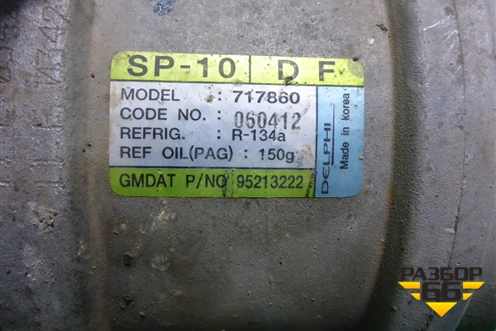 SP-10 D F
MODEL : 717860
CODE NO. : 060412
REFRIG. : R-134a
REF OIL(PAG) : 150g
GMDAT P/NO 95213222
DELPHI
Made in Korea
РАЗБОР
66